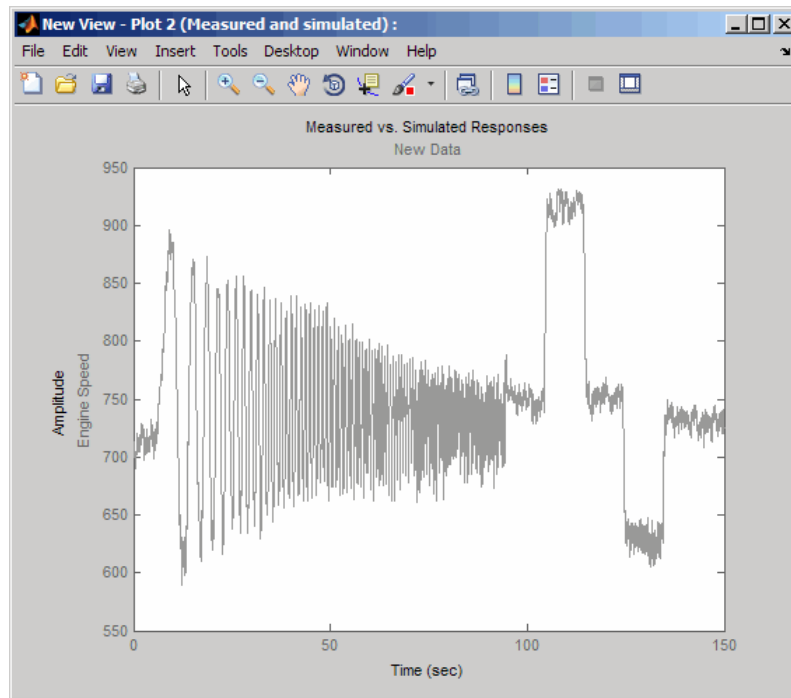 New View - Plot 2 (Measured and simulated) :
File Edit View Insert Tools Desktop Window Help
Measured vs. Simulated Responses
New Data
950
900
850
800
750
700
650
600
550
Amplitude
Engine Speed
0 50 100 150
Time (sec)